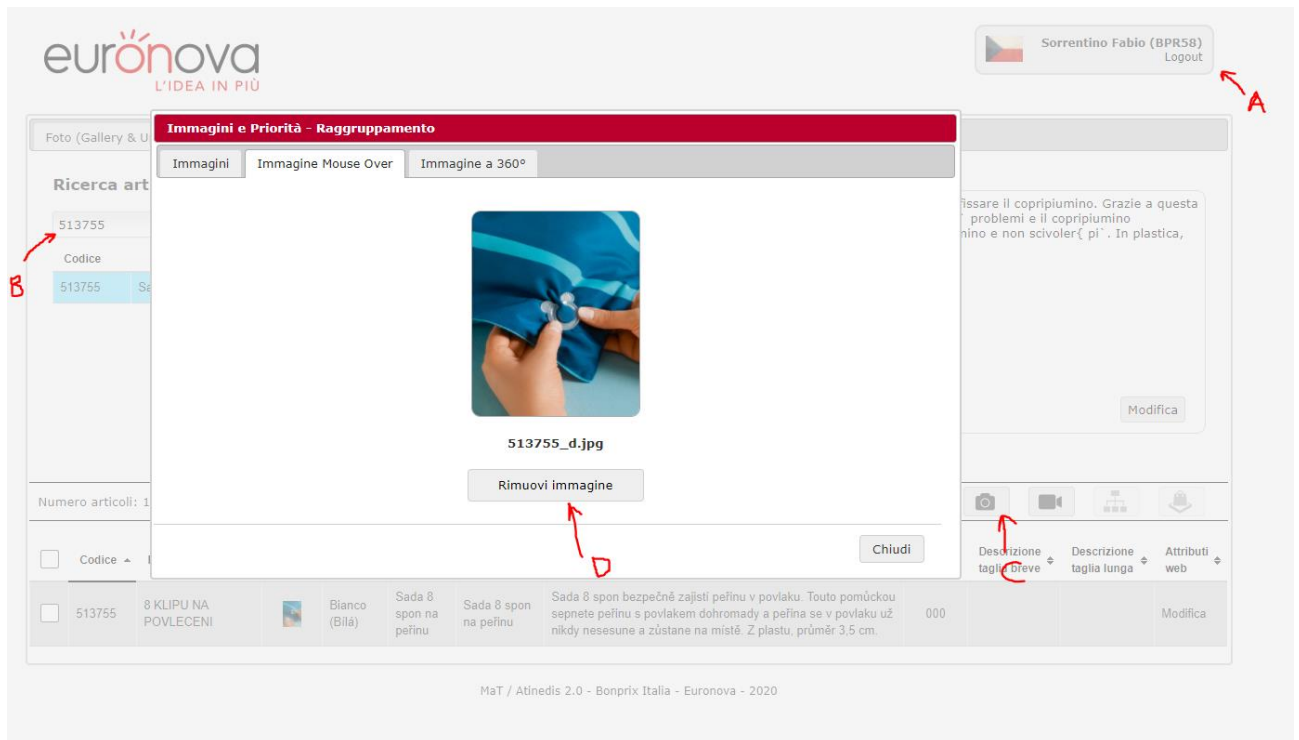 euronova
L'IDEA IN PIÙ
Sorrentino Fabio (BPR58)
Logout
A
Foto (Gallery & U
Immagini e Priorità - Raggruppamento
Immagini
Immagine Mouse Over
Immagine a 360°
Ricerca art
513755
B
Codice
513755 Sa
issare il copripiumino. Grazie a questa
` problemi e il copripiumino
nino e non scivoler{ pi`. In plastica,
Modifica
513755_d.jpg
Rimuovi immagine
D
Chiudi
Numero articoli: 1
C
Codice
Descrizione taglia breve
Descrizione taglia lunga
Attributi web
513755
8 KLIPU NA
POVLECENI
Bianco
(Bílá)
Sada 8
spon na
peřinu
Sada 8 spon
na peřinu
Sada 8 spon bezpečně zajistí peřinu v povlaku. Touto pomůckou
sepnete peřinu s povlakem dohromady a peřina se v povlaku už
nikdy nesesune a zůstane na místě. Z plastu, průměr 3,5 cm.
000
Modifica
MaT / Atinedis 2.0 - Bonprix Italia - Euronova - 2020